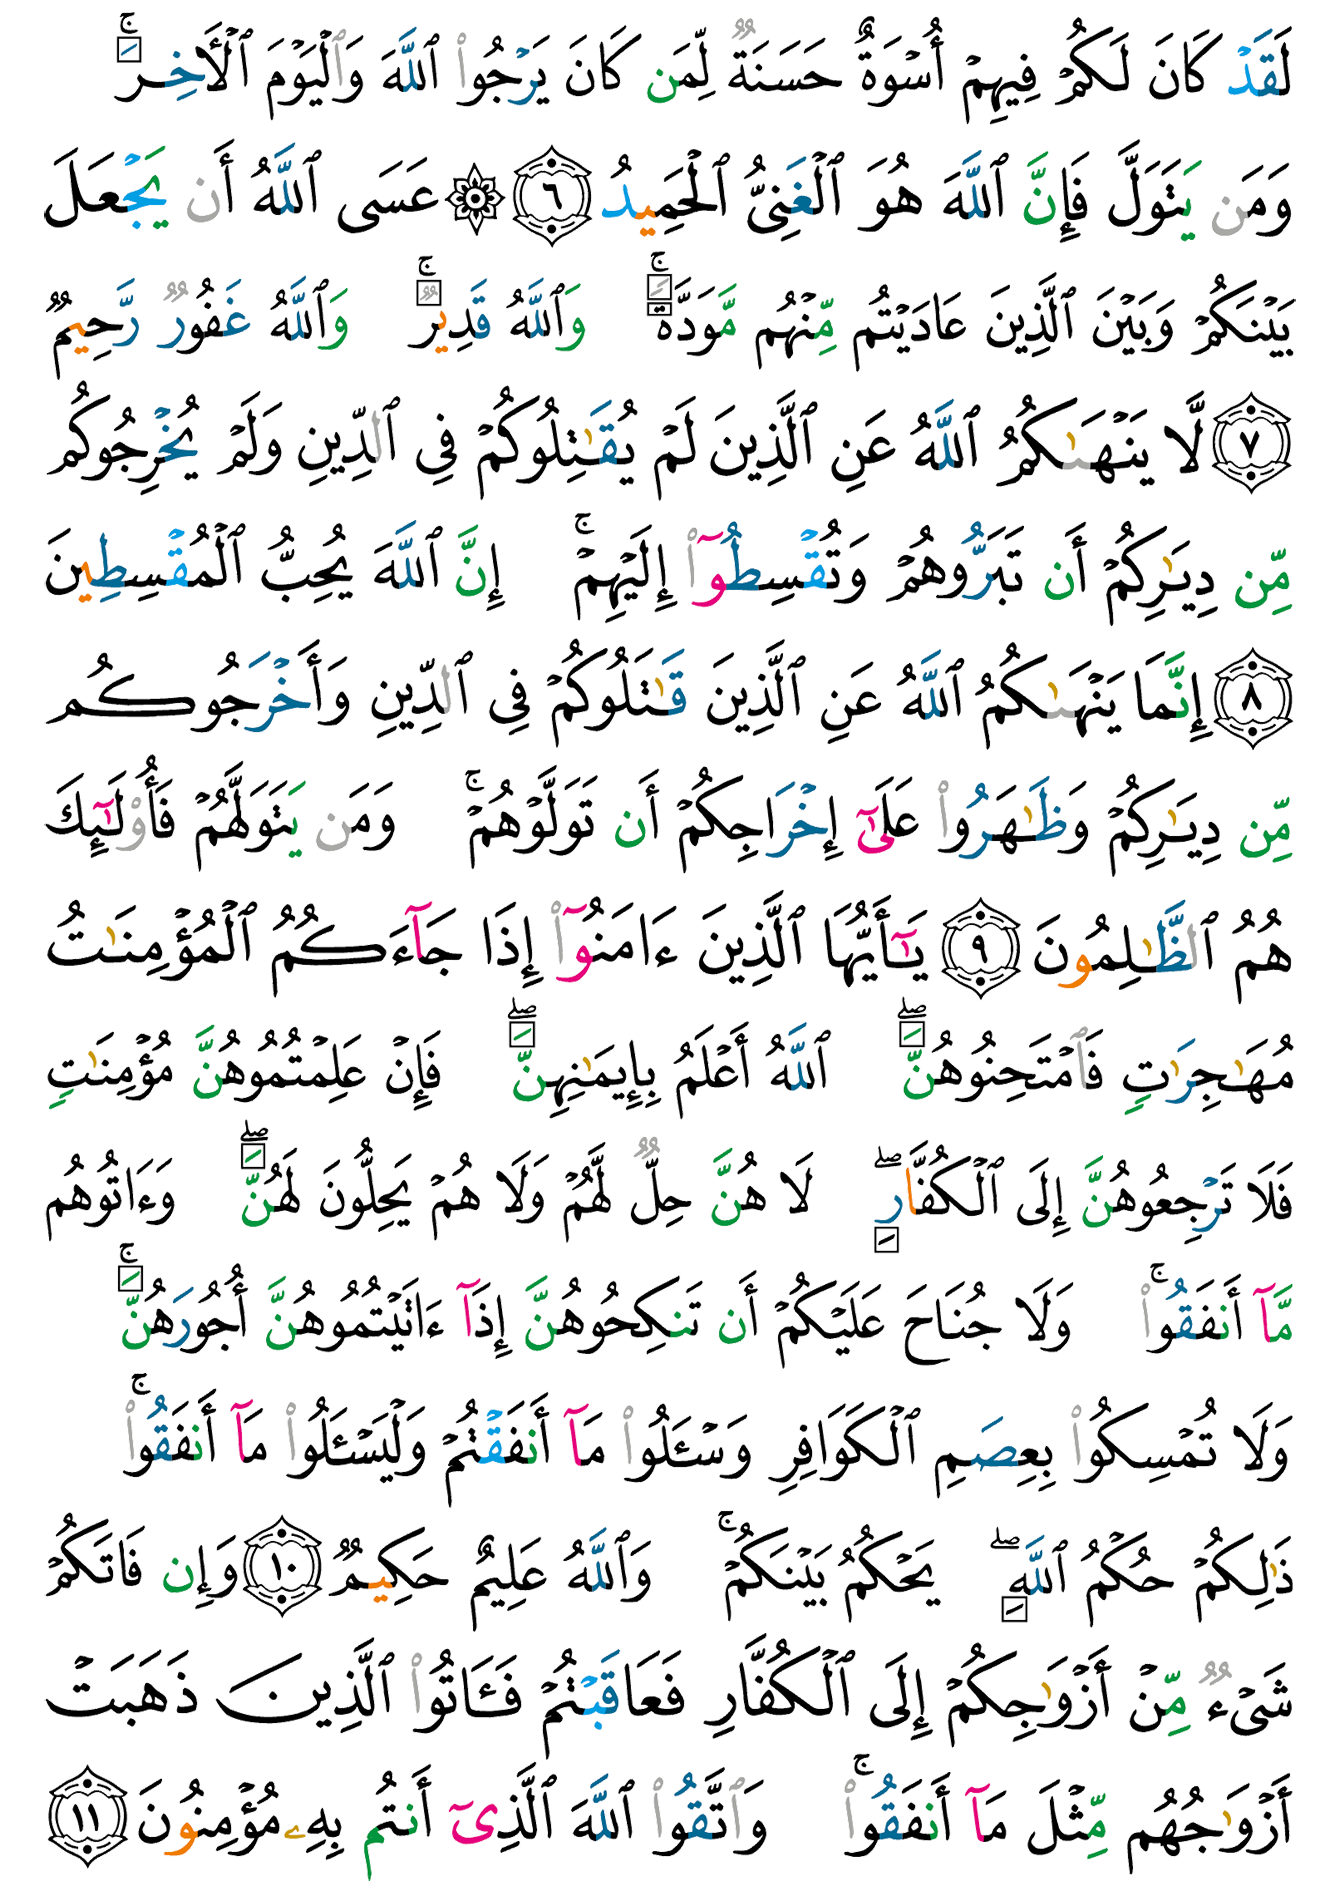 لَقَدْ كَانَ لَكُمْ فِيهِمْ أُسْوَةٌ حَسَنَةٌ لِّمَن كَانَ يَرْجُوا۟ ٱللَّهَ وَٱلْيَوْمَ ٱلْـَٔاخِرَ ۚ
وَمَن يَتَوَلَّ فَإِنَّ ٱللَّهَ هُوَ ٱلْغَنِىُّ ٱلْحَمِيدُ ٦ ۞ عَسَى ٱللَّهُ أَن يَجْعَلَ
بَيْنَكُمْ وَبَيْنَ ٱلَّذِينَ عَادَيْتُم مِّنْهُم مَّوَدَّةً ۚ وَٱللَّهُ قَدِيرٌ ۚ وَٱللَّهُ غَفُورٌ رَّحِيمٌ
٧ لَّا يَنْهَىٰكُمُ ٱللَّهُ عَنِ ٱلَّذِينَ لَمْ يُقَـٰتِلُوكُمْ فِى ٱلدِّينِ وَلَمْ يُخْرِجُوكُم
مِّن دِيَـٰرِكُمْ أَن تَبَرُّوهُمْ وَتُقْسِطُوٓا۟ إِلَيْهِمْ ۚ إِنَّ ٱللَّهَ يُحِبُّ ٱلْمُقْسِطِينَ
٨ إِنَّمَا يَنْهَىٰكُمُ ٱللَّهُ عَنِ ٱلَّذِينَ قَـٰتَلُوكُمْ فِى ٱلدِّينِ وَأَخْرَجُوكُم
مِّن دِيَـٰرِكُمْ وَظَـٰهَرُوا۟ عَلَىٰٓ إِخْرَاجِكُمْ أَن تَوَلَّوْهُمْ ۚ وَمَن يَتَوَلَّهُمْ فَأُو۟لَـٰٓئِكَ
هُمُ ٱلظَّـٰلِمُونَ ٩ يَـٰٓأَيُّهَا ٱلَّذِينَ ءَامَنُوٓا۟ إِذَا جَآءَكُمُ ٱلْمُؤْمِنَـٰتُ
مُهَـٰجِرَٰتٍ فَٱمْتَحِنُوهُنَّ ۖ ٱللَّهُ أَعْلَمُ بِإِيمَـٰنِهِنَّ ۖ فَإِنْ عَلِمْتُمُوهُنَّ مُؤْمِنَـٰتٍ
فَلَا تَرْجِعُوهُنَّ إِلَى ٱلْكُفَّارِ ۖ لَا هُنَّ حِلٌّ لَّهُمْ وَلَا هُمْ يَحِلُّونَ لَهُنَّ ۖ وَءَاتُوهُم
مَّآ أَنفَقُوا۟ ۚ وَلَا جُنَاحَ عَلَيْكُمْ أَن تَنكِحُوهُنَّ إِذَآ ءَاتَيْتُمُوهُنَّ أُجُورَهُنَّ ۚ
وَلَا تُمْسِكُوا۟ بِعِصَمِ ٱلْكَوَافِرِ وَسْـَٔلُوا۟ مَآ أَنفَقْتُمْ وَلْيَسْـَٔلُوا۟ مَآ أَنفَقُوا۟ ۚ
ذَٰلِكُمْ حُكْمُ ٱللَّهِ ۖ يَحْكُمُ بَيْنَكُمْ ۚ وَٱللَّهُ عَلِيمٌ حَكِيمٌ ١٠ وَإِن فَاتَكُمْ
شَىْءٌ مِّنْ أَزْوَٰجِكُمْ إِلَى ٱلْكُفَّارِ فَعَاقَبْتُمْ فَـَٔاتُوا۟ ٱلَّذِينَ ذَهَبَتْ
أَزْوَٰجُهُم مِّثْلَ مَآ أَنفَقُوا۟ ۚ وَٱتَّقُوا۟ ٱللَّهَ ٱلَّذِىٓ أَنتُم بِهِۦ مُؤْمِنُونَ ١١